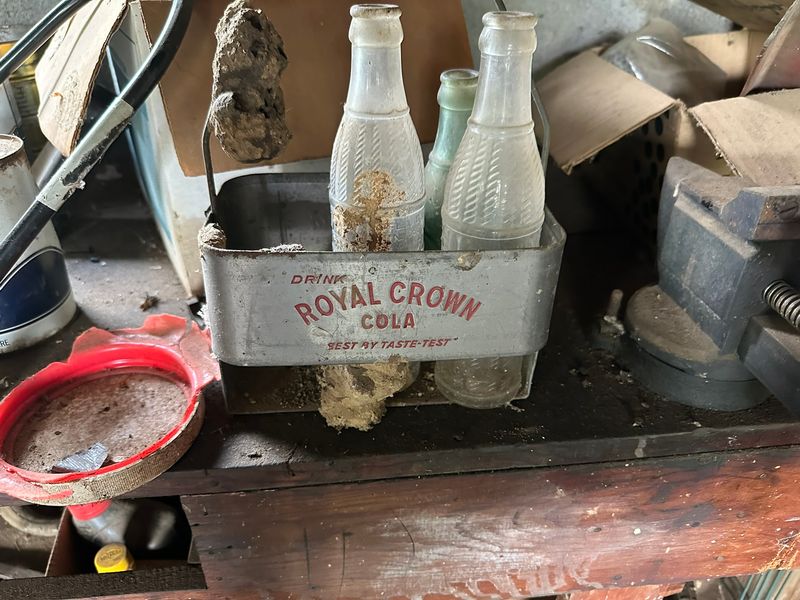 DRINK
ROYAL CROWN
COLA
BEST BY TASTE-TEST